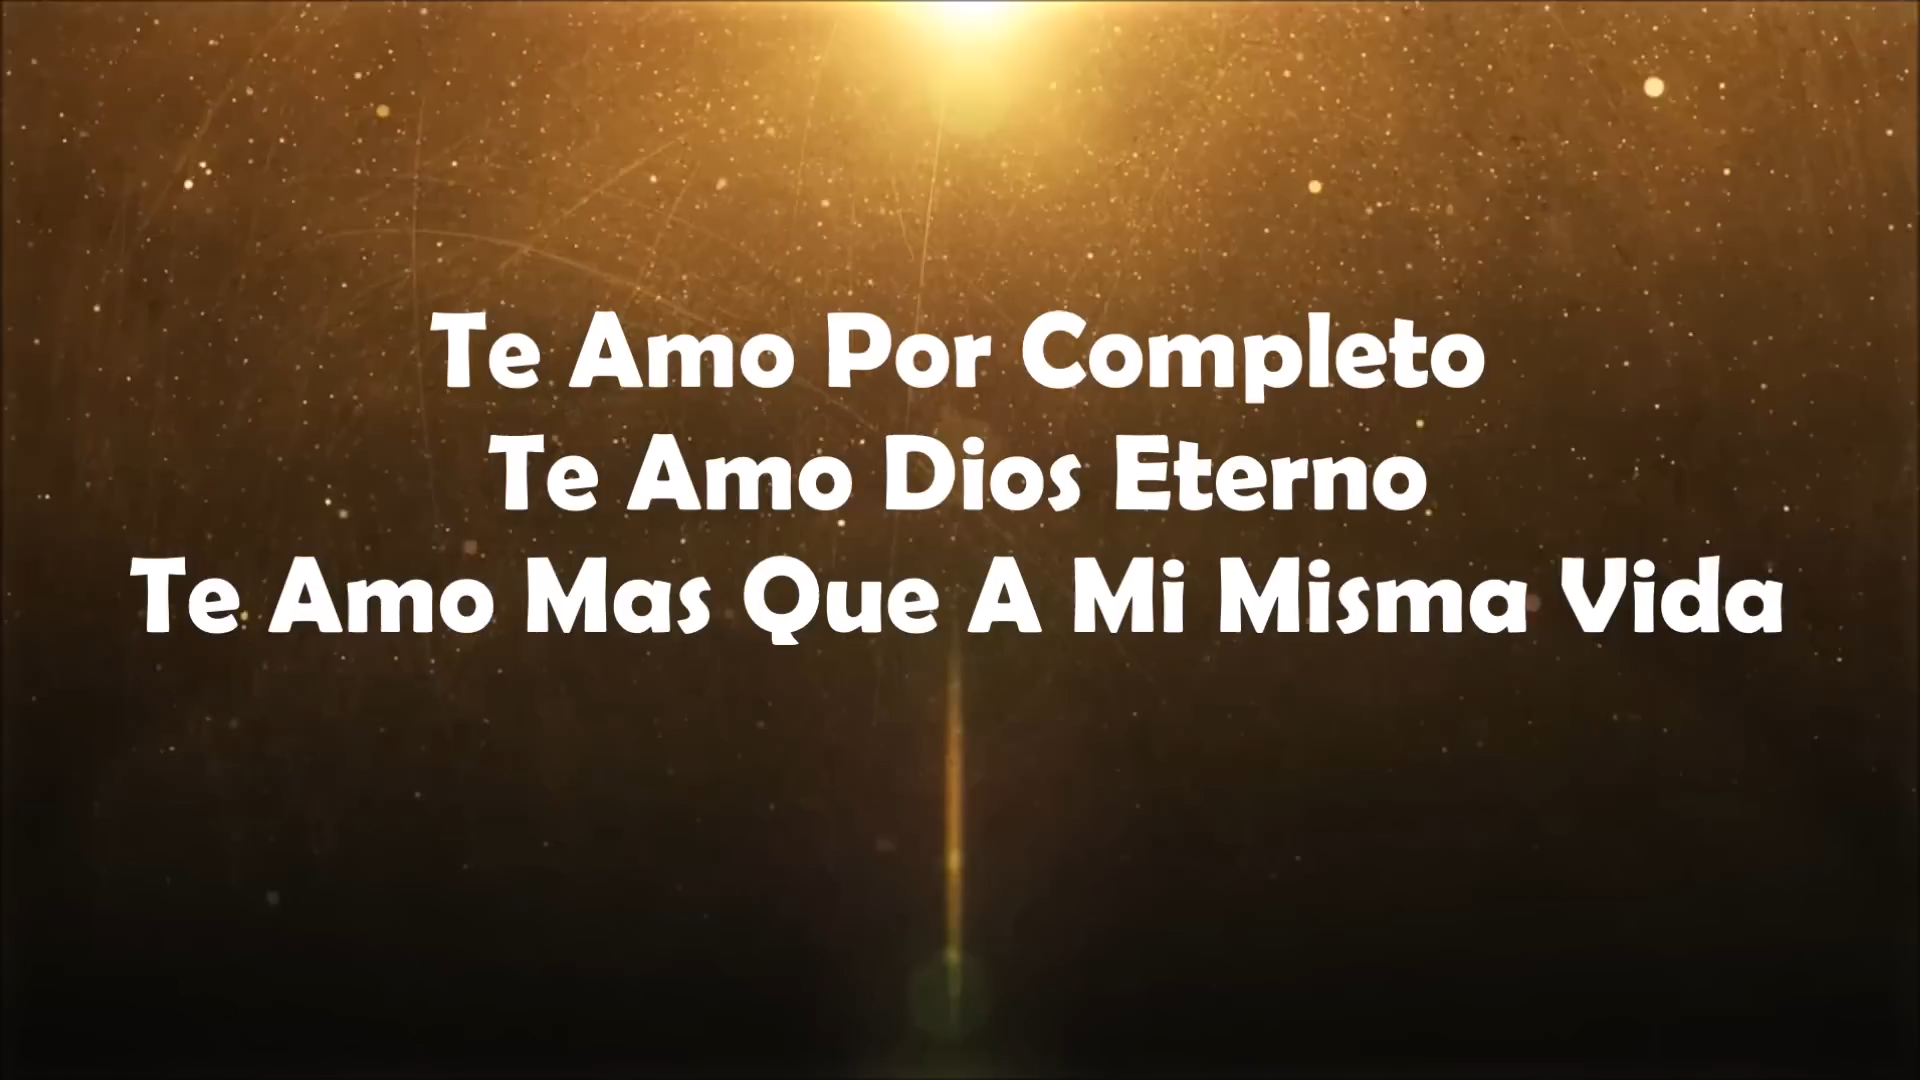 Te Amo Por Completo
Te Amo Dios Eterno
Te Amo Mas Que A Mi Misma Vida